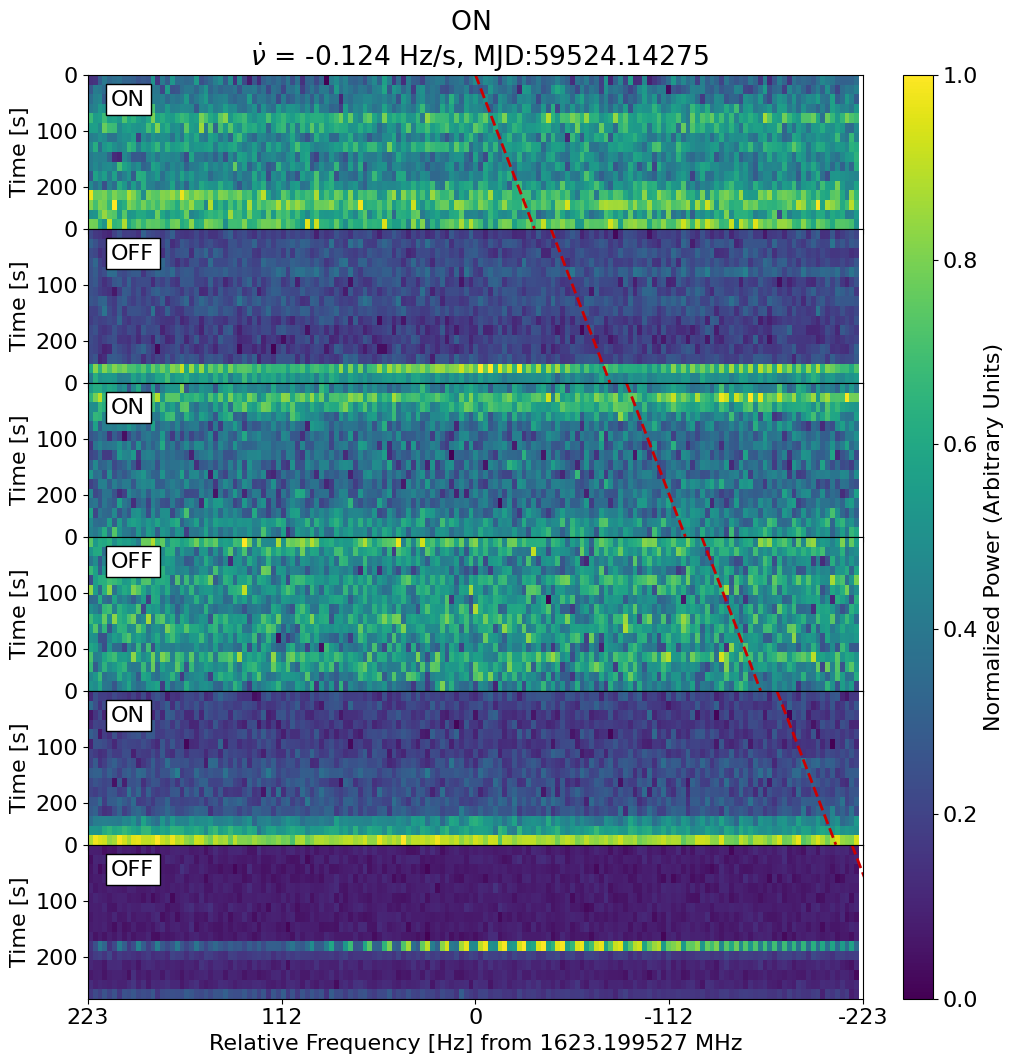 ON
ν̇ = -0.124 Hz/s, MJD:59524.14275
ON
0
100
200
Time [s]
OFF
0
100
200
Time [s]
ON
0
100
200
Time [s]
OFF
0
100
200
Time [s]
ON
0
100
200
Time [s]
OFF
0
100
200
Time [s]
223 112 0 -112 -223
Relative Frequency [Hz] from 1623.199527 MHz
1.0
0.8
0.6
0.4
0.2
0.0
Normalized Power (Arbitrary Units)